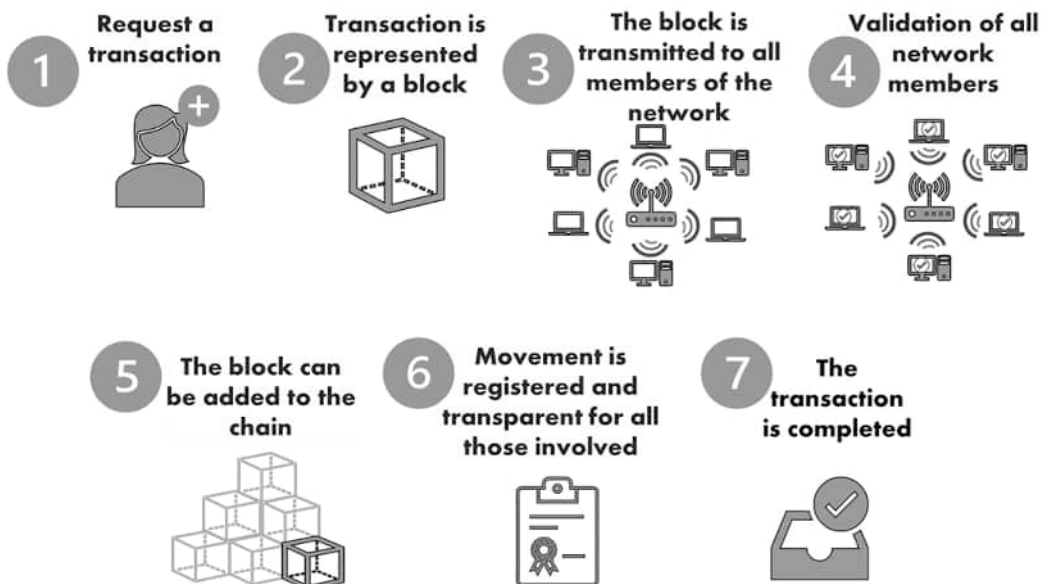 1
Request a
transaction
2
Transaction is
represented
by a block
3
The block is
transmitted to all
members of the
network
4
Validation of all
network
members
5
The block can
be added to the
chain
6
Movement is
registered and
transparent for all
those involved
7
The
transaction
is completed